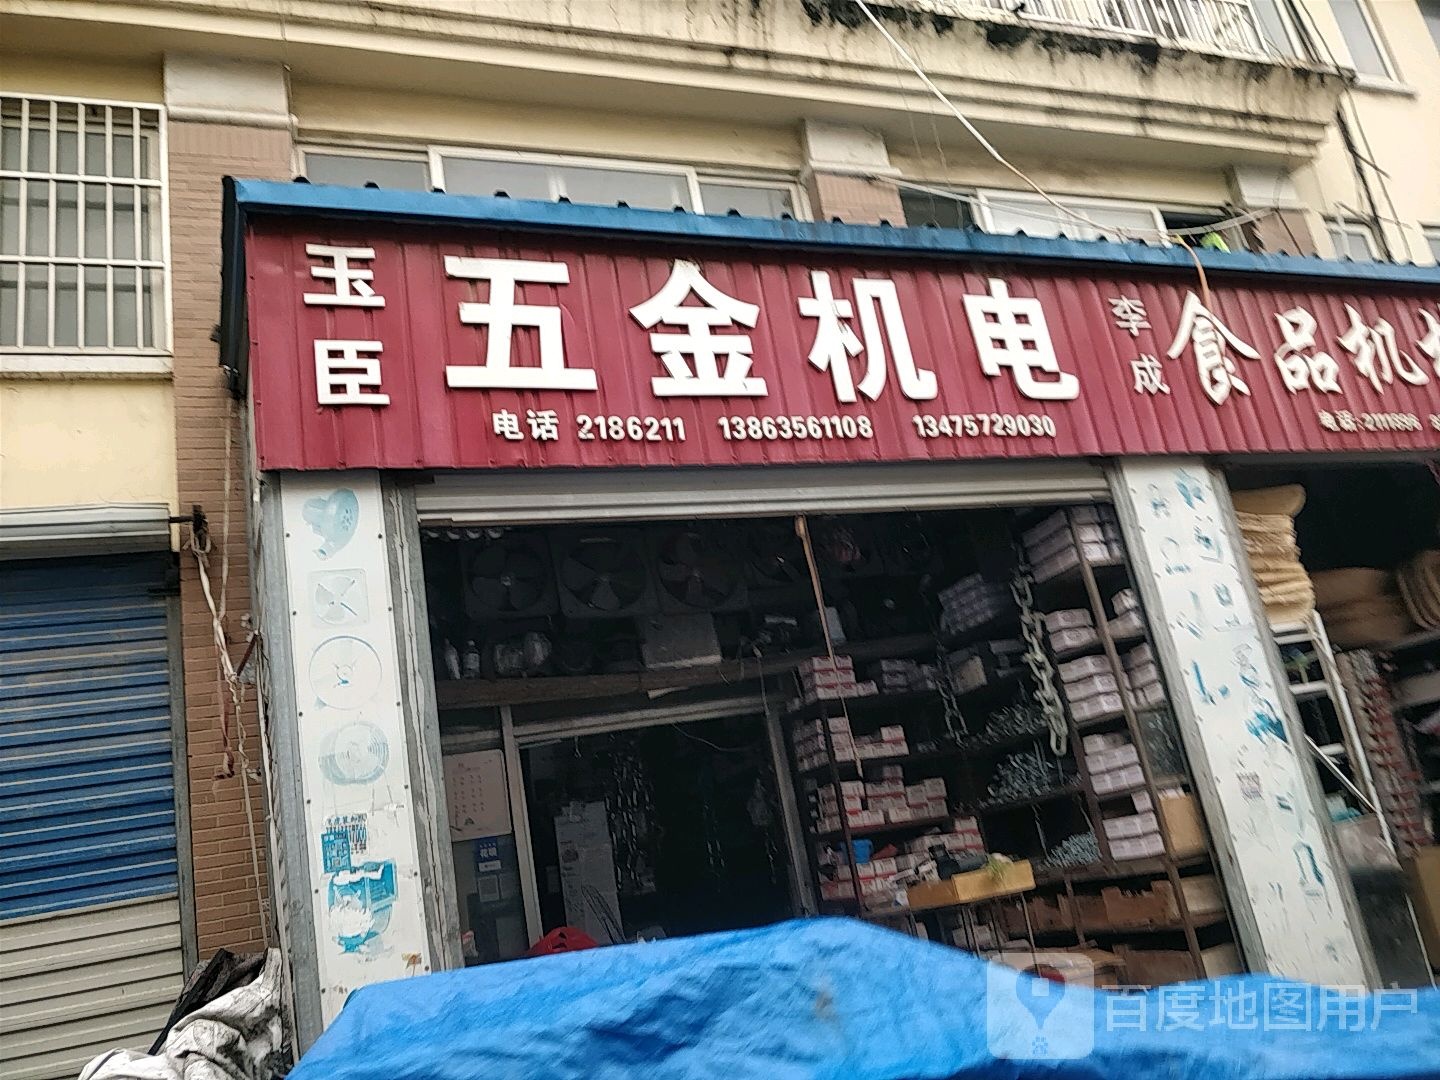 玉臣
五金机电
电话 2186211 13863561108 13475729030
李成
食品机
百度地图用户